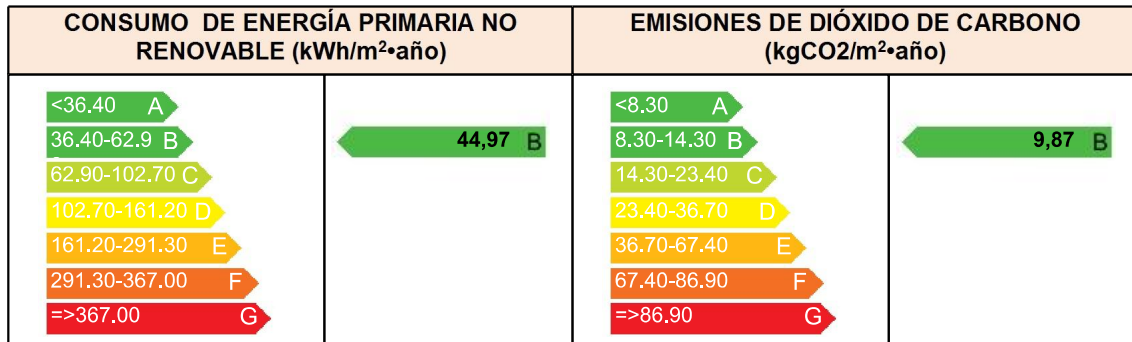 CONSUMO DE ENERGÍA PRIMARIA NO
RENOVABLE (kWh/m²•año)
EMISIONES DE DIÓXIDO DE CARBONO
(kgCO2/m²•año)
<36.40 A
36.40-62.9 B
62.90-102.70 C
102.70-161.20 D
161.20-291.30 E
291.30-367.00 F
=>367.00 G
44,97 B
<8.30 A
8.30-14.30 B
14.30-23.40 C
23.40-36.70 D
36.70-67.40 E
67.40-86.90 F
=>86.90 G
9,87 B